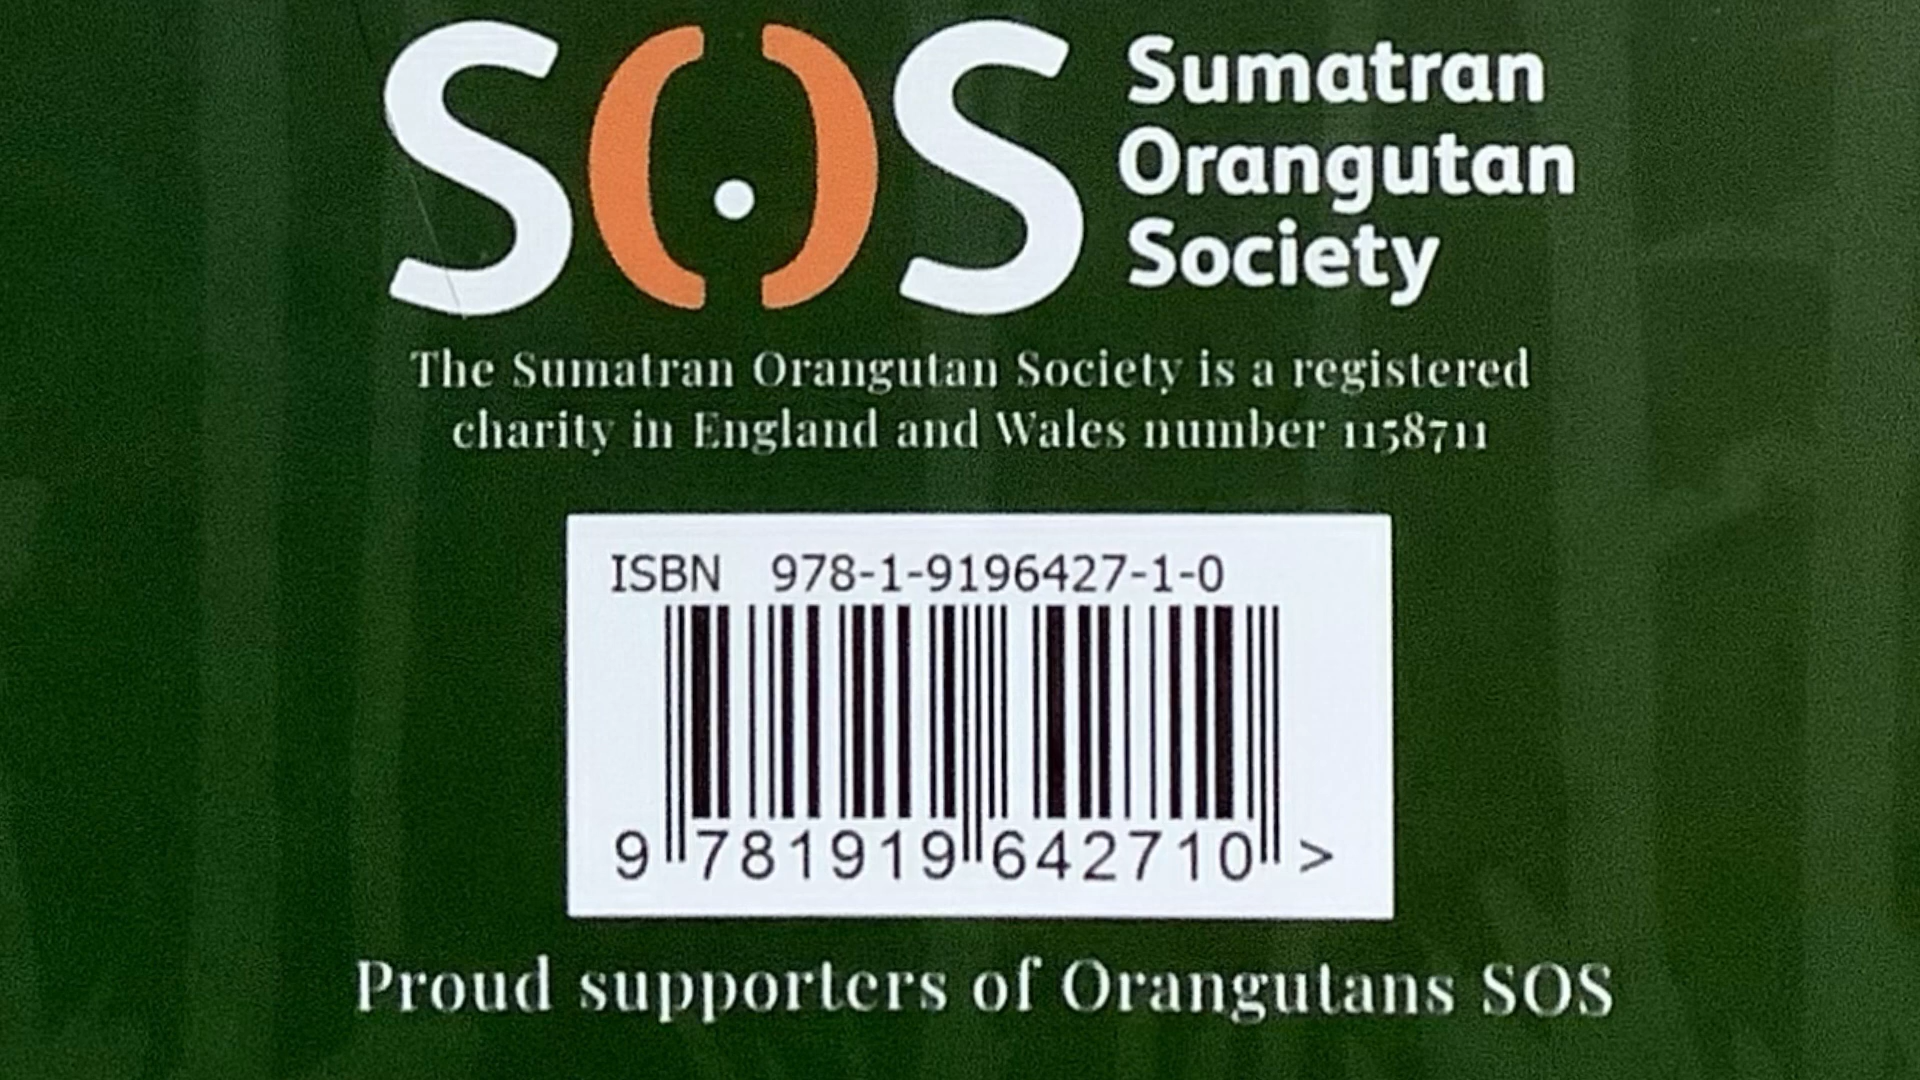 SOS
Sumatran
Orangutan
Society
The Sumatran Orangutan Society is a registered
charity in England and Wales number 1158711
ISBN 978-1-9196427-1-0
9 781919 642710 >
Proud supporters of Orangutans SOS